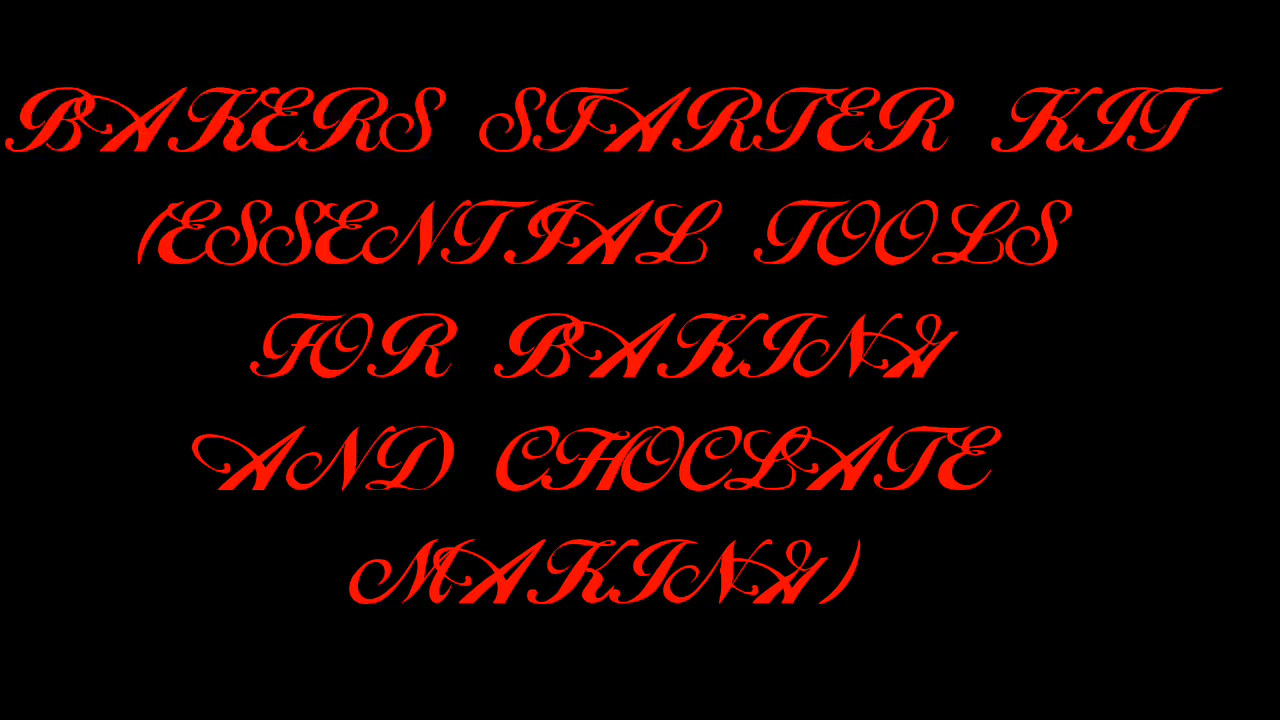 BAKERS STARTER KIT
(ESSENTIAL TOOLS
FOR BAKING
AND CHOCLATE
MAKING)